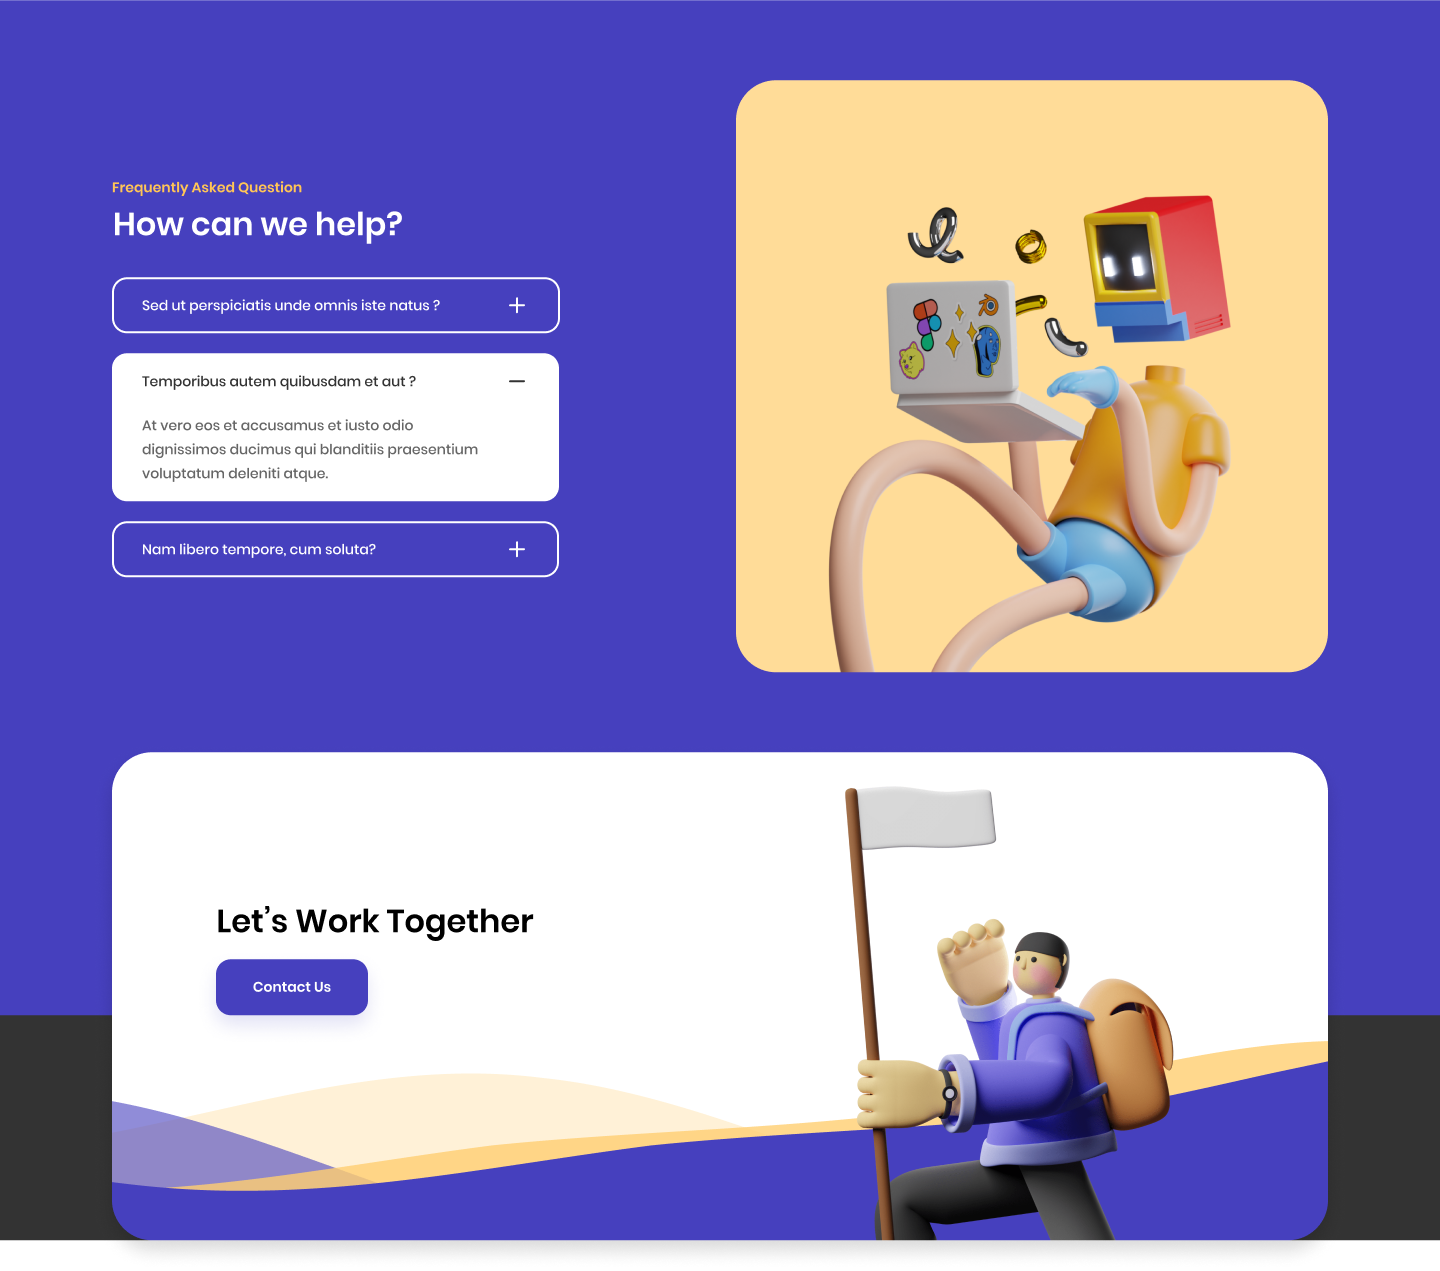 Frequently Asked Question
How can we help?
Sed ut perspiciatis unde omnis iste natus ?
Temporibus autem quibusdam et aut ?
At vero eos et accusamus et iusto odio
dignissimos ducimus qui blanditiis praesentium
voluptatum deleniti atque.
Nam libero tempore, cum soluta?
Let’s Work Together
Contact Us